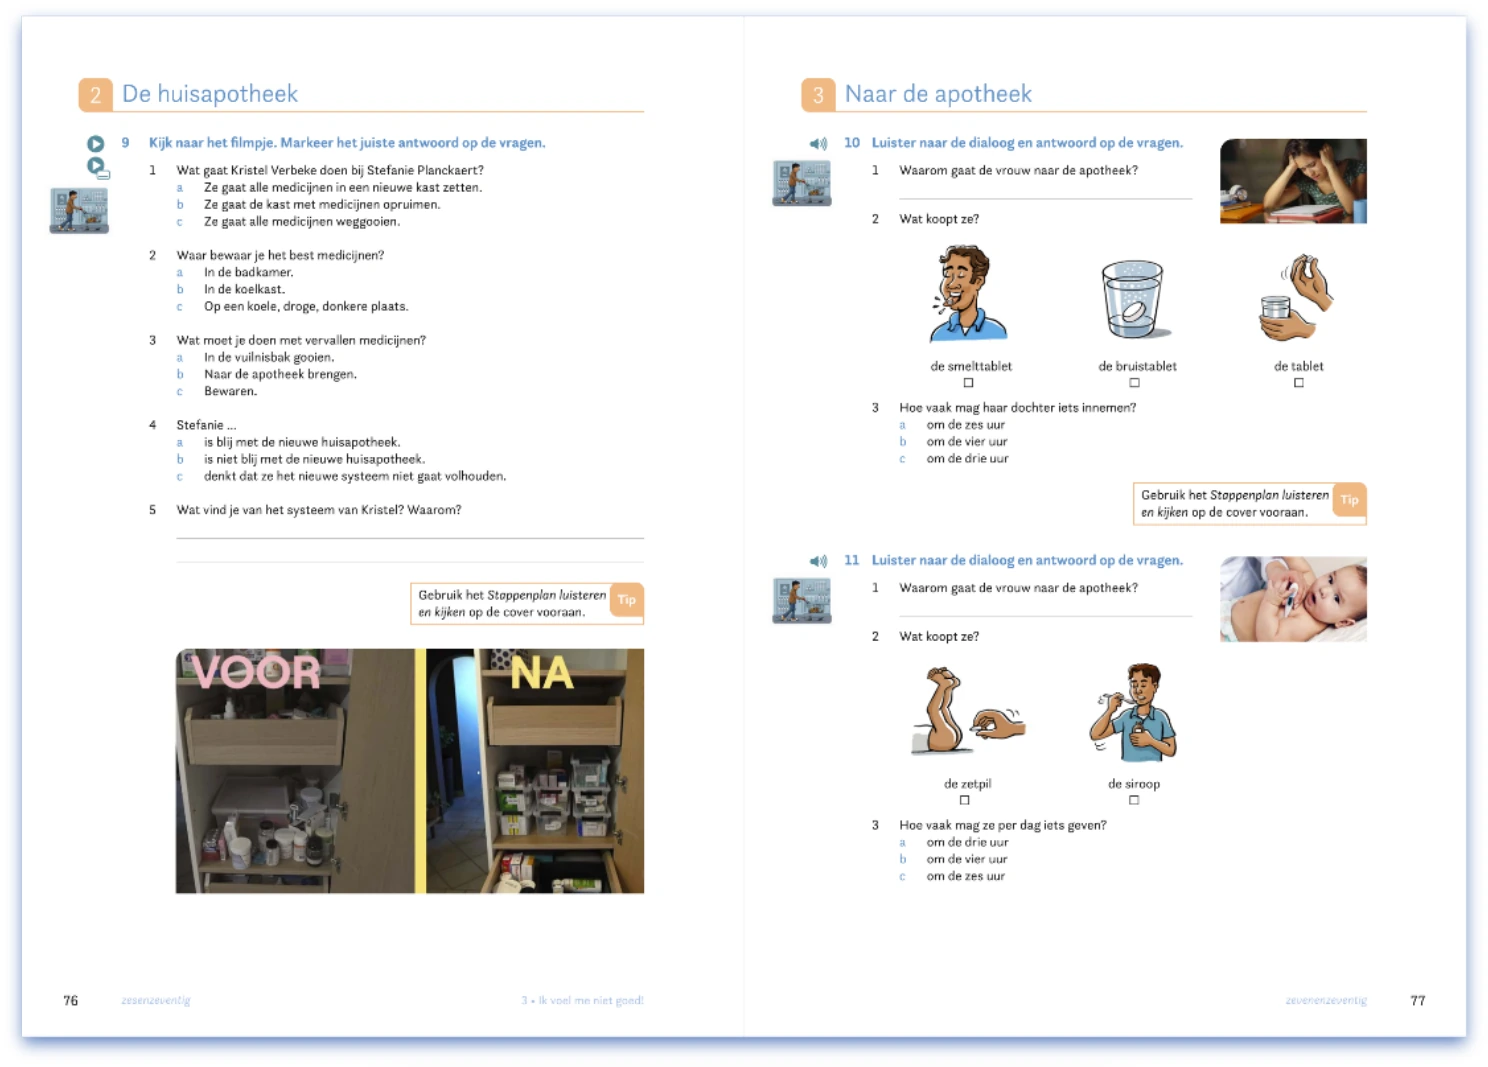 2 De huisapotheek
9 Kijk naar het filmpje. Markeer het juiste antwoord op de vragen.
1 Wat gaat Kristel Verbeke doen bij Stefanie Planckaert?
a Ze gaat alle medicijnen in een nieuwe kast zetten.
b Ze gaat de kast met medicijnen opruimen.
c Ze gaat alle medicijnen weggooien.
2 Waar bewaar je het best medicijnen?
a In de badkamer.
b In de koelkast.
c Op een koele, droge, donkere plaats.
3 Wat moet je doen met vervallen medicijnen?
a In de vuilnisbak gooien.
b Naar de apotheek brengen.
c Bewaren.
4 Stefanie ...
a is blij met de nieuwe huisapotheek.
b is niet blij met de nieuwe huisapotheek.
c denkt dat ze het nieuwe systeem niet gaat volhouden.
5 Wat vind je van het systeem van Kristel? Waarom?
Gebruik het Stappenplan luisteren
en kijken op de cover vooraan.
Tip
VOOR
NA
76 zesenzeventig
3 • Ik voel me niet goed!
3 Naar de apotheek
10 Luister naar de dialoog en antwoord op de vragen.
1 Waarom gaat de vrouw naar de apotheek?
2 Wat koopt ze?
de smelttablet
de bruistablet
de tablet
3 Hoe vaak mag haar dochter iets innemen?
a om de zes uur
b om de vier uur
c om de drie uur
Gebruik het Stappenplan luisteren
en kijken op de cover vooraan.
Tip
11 Luister naar de dialoog en antwoord op de vragen.
1 Waarom gaat de vrouw naar de apotheek?
2 Wat koopt ze?
de zetpil
de siroop
3 Hoe vaak mag ze per dag iets geven?
a om de drie uur
b om de vier uur
c om de zes uur
zevenenzeventig 77